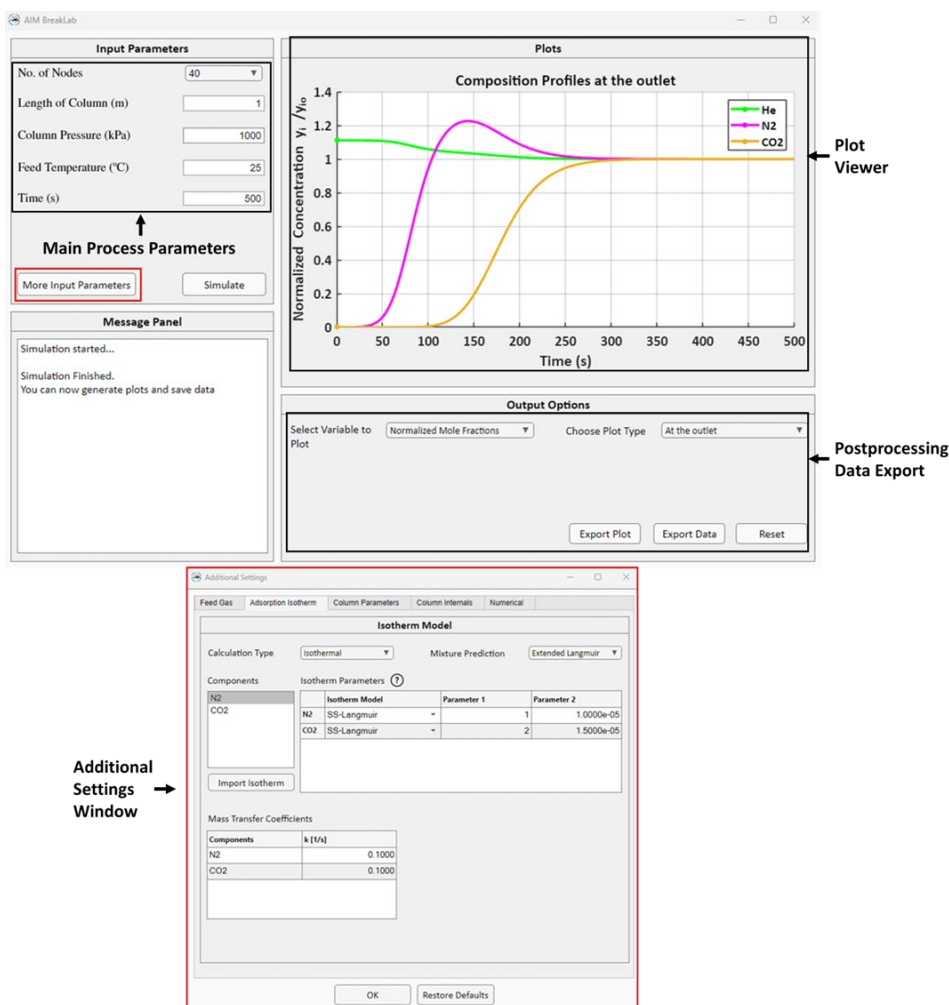 AIM BreakLab
Input Parameters
No. of Nodes
40
Length of Column (m)
1
Column Pressure (kPa)
1000
Feed Temperature (ºC)
25
Time (s)
500
Main Process Parameters
More Input Parameters
Simulate
Message Panel
Simulation started...
Simulation Finished.
You can now generate plots and save data
Plots
Composition Profiles at the outlet
Normalized Concentration yi /yio
1.4
1.2
1
0.8
0.6
0.4
0.2
0
0 50 100 150 200 250 300 350 400 450 500
Time (s)
He
N2
CO2
Plot
Viewer
Output Options
Select Variable to
Plot
Normalized Mole Fractions
Choose Plot Type
At the outlet
Export Plot
Export Data
Reset
Postprocessing
Data Export
Additional Settings
Feed Gas
Adsorption Isotherm
Column Parameters
Column Internals
Numerical
Isotherm Model
Calculation Type
Isothermal
Mixture Prediction
Extended Langmuir
Components
N2
CO2
Import Isotherm
Isotherm Parameters ?
Isotherm Model Parameter 1 Parameter 2
N2 SS-Langmuir 1 1.0000e-05
CO2 SS-Langmuir 2 1.5000e-05
Mass Transfer Coefficients
Components k [1/s]
N2 0.1000
CO2 0.1000
Additional
Settings
Window
OK
Restore Defaults